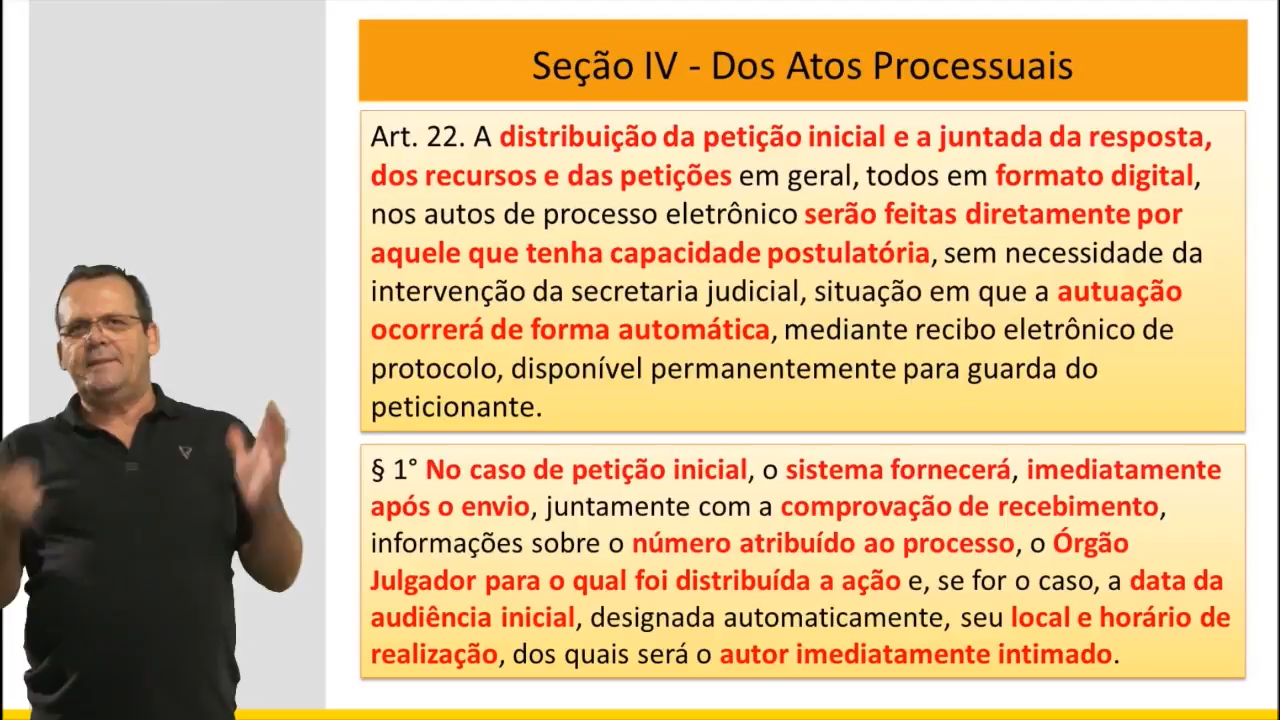 Seção IV - Dos Atos Processuais
Art. 22. A distribuição da petição inicial e a juntada da resposta,
dos recursos e das petições em geral, todos em formato digital,
nos autos de processo eletrônico serão feitas diretamente por
aquele que tenha capacidade postulatória, sem necessidade da
intervenção da secretaria judicial, situação em que a autuação
ocorrerá de forma automática, mediante recibo eletrônico de
protocolo, disponível permanentemente para guarda do
peticionante.
§ 1° No caso de petição inicial, o sistema fornecerá, imediatamente
após o envio, juntamente com a comprovação de recebimento,
informações sobre o número atribuído ao processo, o Órgão
Julgador para o qual foi distribuída a ação e, se for o caso, a data da
audiência inicial, designada automaticamente, seu local e horário de
realização, dos quais será o autor imediatamente intimado.